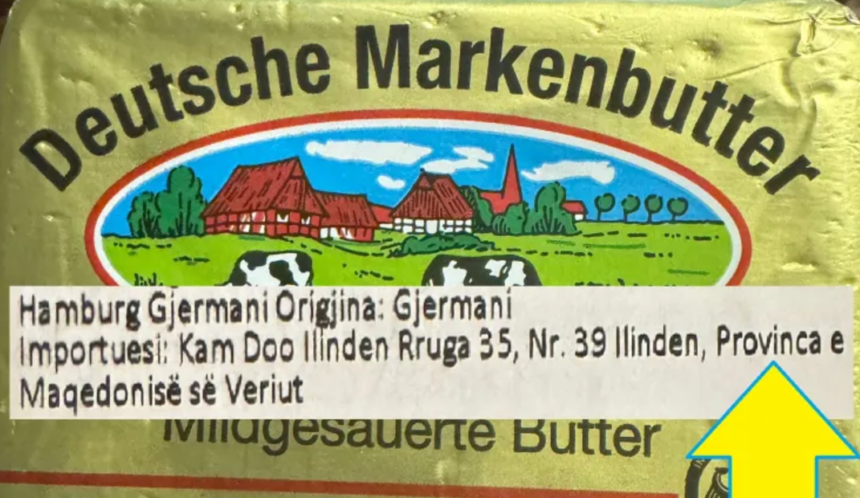 Deutsche Markenbutter
Hamburg Gjermani Origjina: Gjermani
Importuesi: Kam Doo Ilinden Rruga 35, Nr. 39 Ilinden, Provinca e
Maqedonisë së Veriut
Mildgesäuerte Butter